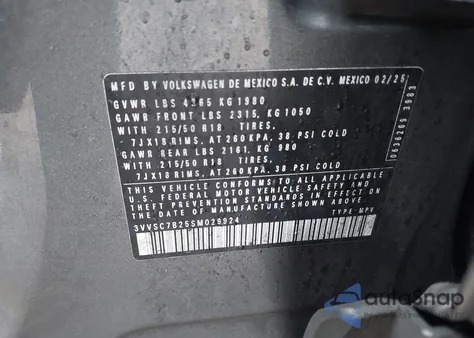 MFD BY VOLKSWAGEN DE MEXICO S.A. DE C.V. MEXICO 02/25
GVWR LBS 4365 KG 1980
GAWR FRONT LBS 2315, KG 1050
WITH 215/50 R18 TIRES.
7JX18 RIMS, AT 260 KPA, 38 PSI COLD
GAWR REAR LBS 2161, KG 980
WITH 215/50 R18 TIRES.
7JX18 RIMS, AT 260 KPA, 38 PSI COLD
THIS VEHICLE CONFORMS TO ALL APPLICABLE
U.S. FEDERAL MOTOR VEHICLE SAFETY
STANDARDS IN EFFECT ON THE DATE OF
MANUFACTURE SHOWN ABOVE.
3VVSC7B25SM029924 TYPE: MPV
0636269 3983
autosnap